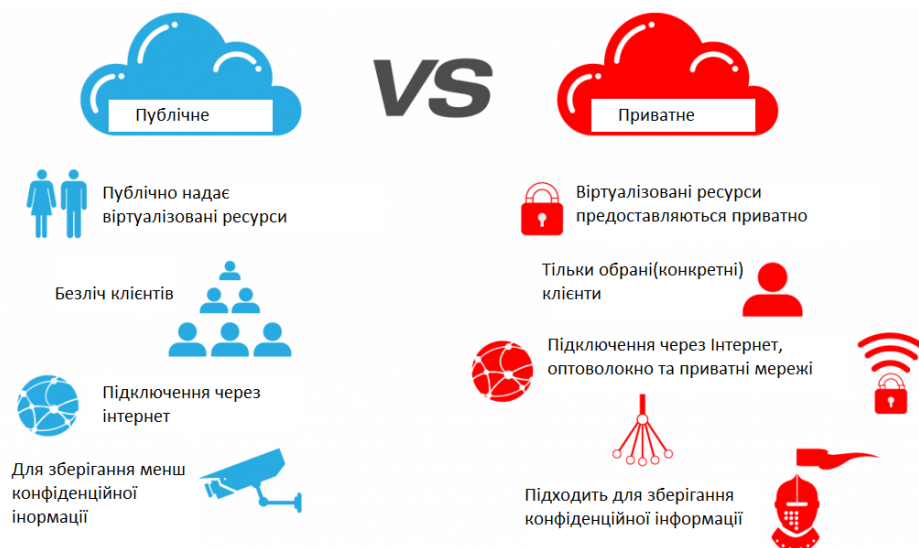 Публічне
VS
Приватне
Публічно надає
віртуалізовані ресурси
Безліч клієнтів
Підключення через
інтернет
Для зберігання менш
конфіденційної
інормації
Віртуалізовані ресурси
предоставляються приватно
Тільки обрані(конкретні)
клієнти
Підключення через Інтернет,
оптоволокно та приватні мережі
Підходить для зберігання
конфіденційної інформації